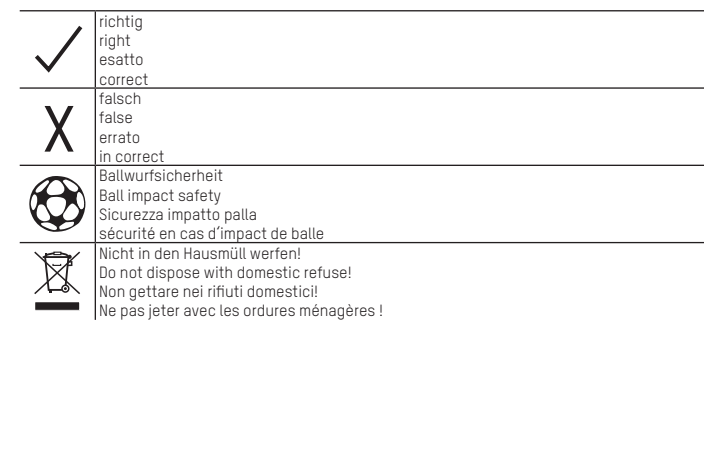 richtig
right
esatto
correct
falsch
false
errato
in correct
Ballwurfsicherheit
Ball impact safety
Sicurezza impatto palla
sécurité en cas d´impact de balle
Nicht in den Hausmüll werfen!
Do not dispose with domestic refuse!
Non gettare nei rifiuti domestici!
Ne pas jeter avec les ordures ménagères !